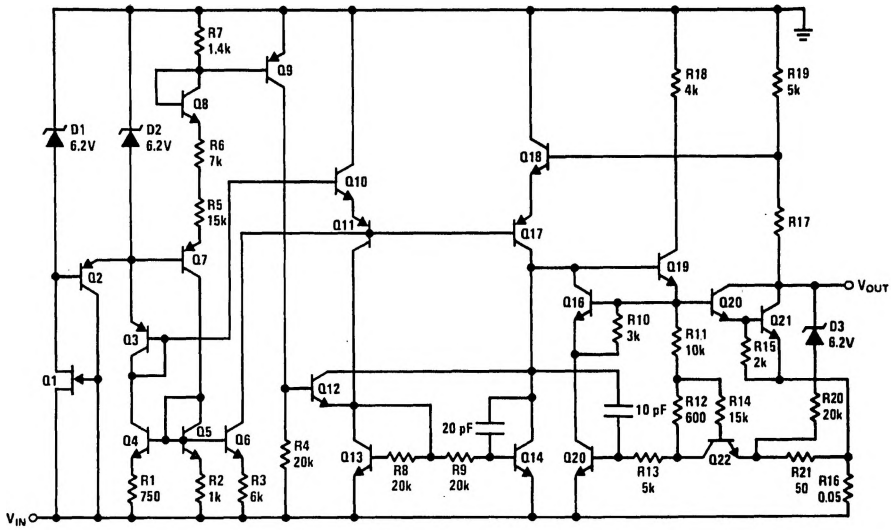 R7
1.4k
Q9
Q8
R18
4k
R19
5k
D1
6.2V
D2
6.2V
R6
7k
Q18
Q10
R5
15k
R17
Q11
Q17
Q7
Q2
Q19
VOUT
Q16
Q20
Q21
R10
3k
R11
10k
R15
2k
D3
6.2V
Q3
Q1
Q12
20 pF
10 pF
R12
600
R14
15k
R20
20k
Q4
Q5
Q6
R4
20k
Q13
R8
20k
R9
20k
Q14
Q20
R13
5k
Q22
R21
50
R16
0.05
R1
750
R2
1k
R3
6k
VIN